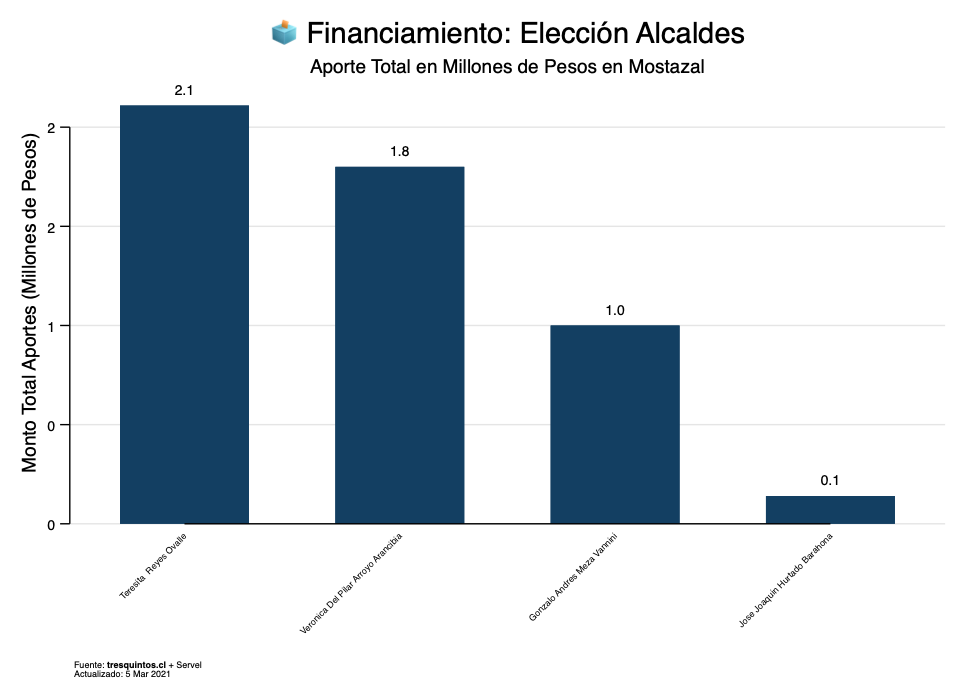 Financiamiento: Elección Alcaldes
Aporte Total en Millones de Pesos en Mostazal
Monto Total Aportes (Millones de Pesos)
2
2
1
0
0
2.1
1.8
1.0
0.1
Teresita Reyes Ovalle
Veronica Del Pilar Arroyo Arancibia
Gonzalo Andres Meza Vannini
Jose Joaquin Hurtado Barahona
Fuente: tresquintos.cl + Servel
Actualizado: 5 Mar 2021